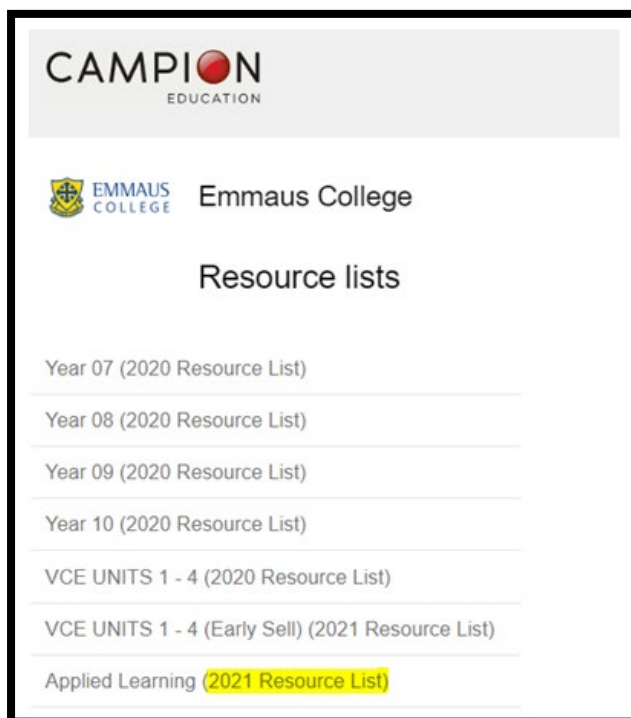 CAMPION
EDUCATION
EMMAUS
COLLEGE
Emmaus College
Resource lists
Year 07 (2020 Resource List)
Year 08 (2020 Resource List)
Year 09 (2020 Resource List)
Year 10 (2020 Resource List)
VCE UNITS 1 - 4 (2020 Resource List)
VCE UNITS 1 - 4 (Early Sell) (2021 Resource List)
Applied Learning (2021 Resource List)